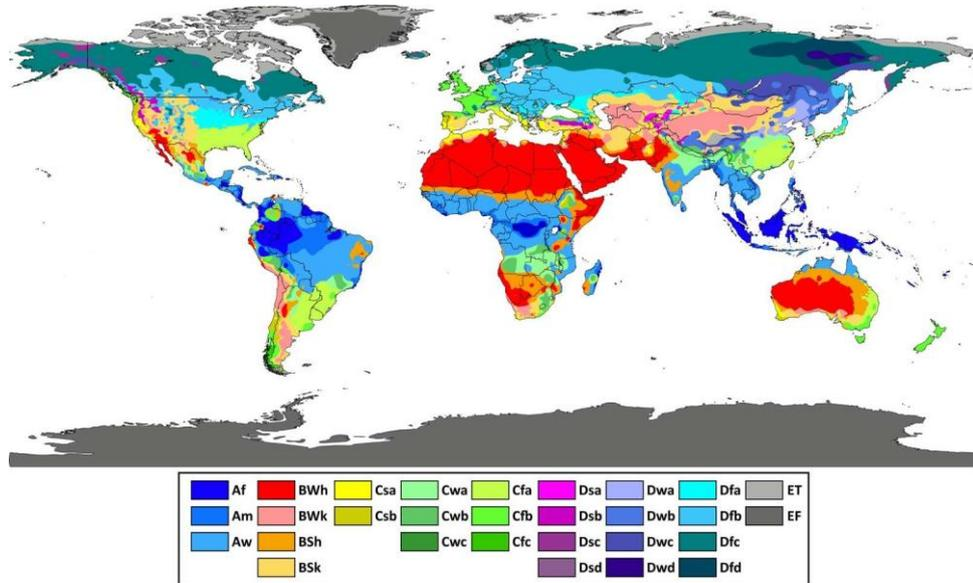 Af BWh Csa Cwa Cfa Dsa Dwa Dfa ET
Am BWk Csb Cwb Cfb Dsb Dwb Dfb EF
Aw BSh Cwc Cfc Dsc Dwc Dfc
BSk Dsd Dwd Dfd